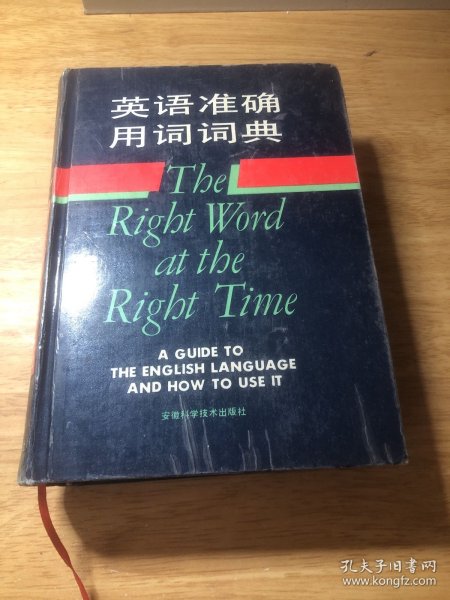 英语准确
用词词典
The
Right Word
at the
Right Time
A GUIDE TO
THE ENGLISH LANGUAGE
AND HOW TO USE IT
安徽科学技术出版社
孔夫子旧书网
www.kongfz.com